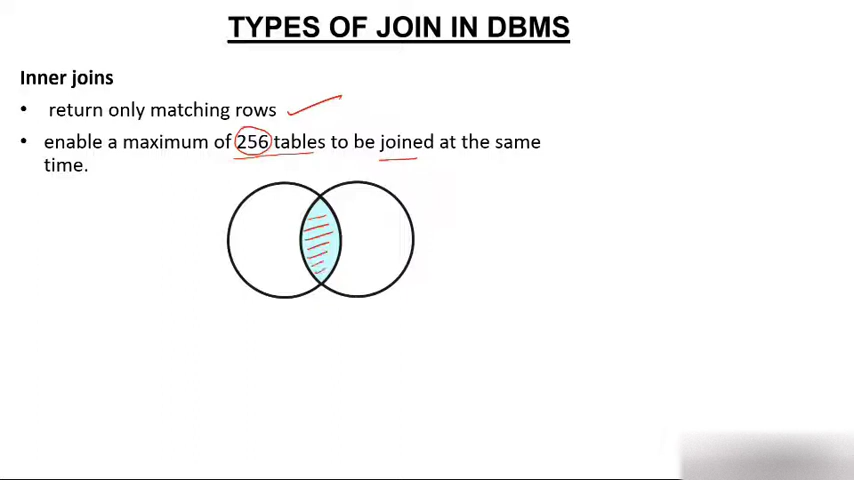 TYPES OF JOIN IN DBMS
Inner joins
• return only matching rows
• enable a maximum of 256 tables to be joined at the same
time.